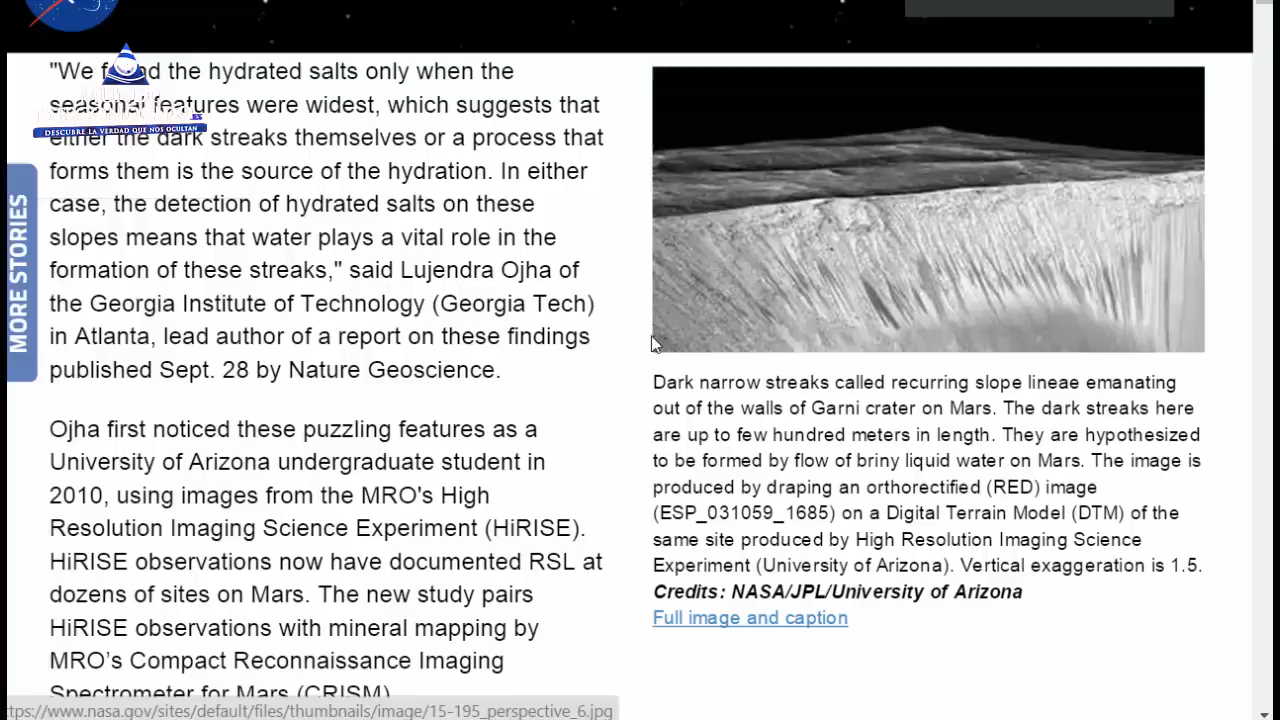 "We found the hydrated salts only when the
seasonal features were widest, which suggests that
either the dark streaks themselves or a process that
forms them is the source of the hydration. In either
case, the detection of hydrated salts on these
slopes means that water plays a vital role in the
formation of these streaks," said Lujendra Ojha of
the Georgia Institute of Technology (Georgia Tech)
in Atlanta, lead author of a report on these findings
published Sept. 28 by Nature Geoscience.
Ojha first noticed these puzzling features as a
University of Arizona undergraduate student in
2010, using images from the MRO's High
Resolution Imaging Science Experiment (HiRISE).
HiRISE observations now have documented RSL at
dozens of sites on Mars. The new study pairs
HiRISE observations with mineral mapping by
MRO’s Compact Reconnaissance Imaging
Spectrometer for Mars (CRISM).
DESCUBRE LA VERDAD QUE NOS OCULTAN
MORE STORIES
Dark narrow streaks called recurring slope lineae emanating
out of the walls of Garni crater on Mars. The dark streaks here
are up to few hundred meters in length. They are hypothesized
to be formed by flow of briny liquid water on Mars. The image is
produced by draping an orthorectified (RED) image
(ESP_031059_1685) on a Digital Terrain Model (DTM) of the
same site produced by High Resolution Imaging Science
Experiment (University of Arizona). Vertical exaggeration is 1.5.
Credits: NASA/JPL/University of Arizona
Full image and caption
tps://www.nasa.gov/sites/default/files/thumbnails/image/15-195_perspective_6.jpg